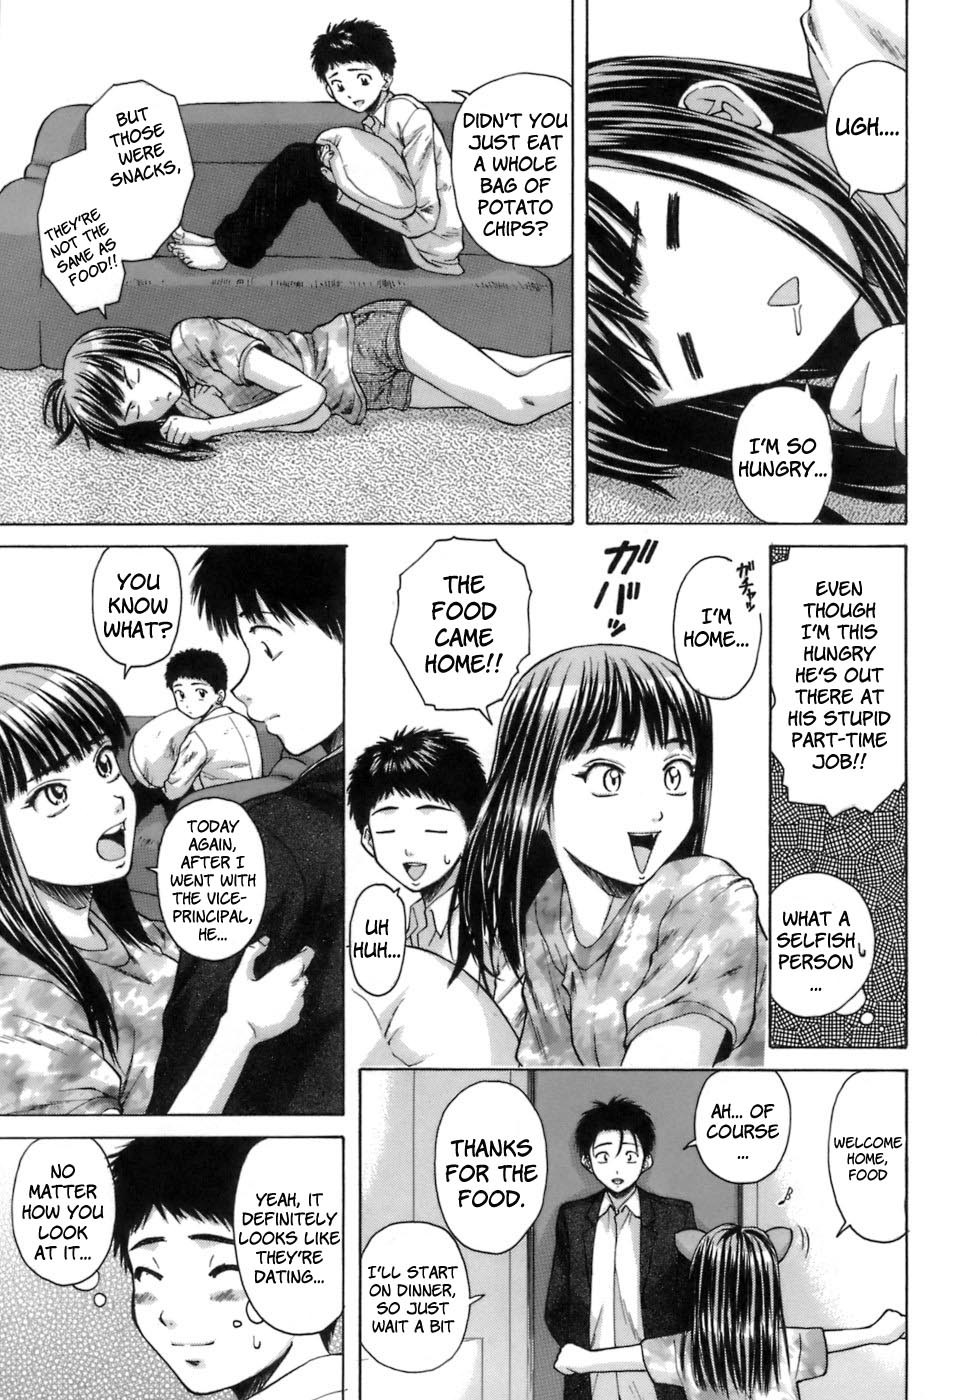 UGH....
I'M SO
HUNGRY...
DIDN'T YOU
JUST EAT
A WHOLE
BAG OF
POTATO
CHIPS?
BUT
THOSE
WERE
SNACKS,
THEY'RE
NOT THE
SAME AS
FOOD!!
EVEN
THOUGH
I'M THIS
HUNGRY
HE'S OUT
THERE AT
HIS STUPID
PART-TIME
JOB!!
WHAT A
SELFISH
PERSON
...
ガチャッ
I'M
HOME...
ガバッ
THE
FOOD
CAME
HOME!!
UH
HUH...
YOU
KNOW
WHAT?
TODAY
AGAIN,
AFTER I
WENT WITH
THE VICE-
PRINCIPAL,
HE...
WELCOME
HOME,
FOOD
AH... OF
COURSE
...
THANKS
FOR THE
FOOD.
I'LL START
ON DINNER,
SO JUST
WAIT A BIT
YEAH, IT
DEFINITELY
LOOKS LIKE
THEY'RE
DATING...
NO
MATTER
HOW YOU
LOOK
AT IT...